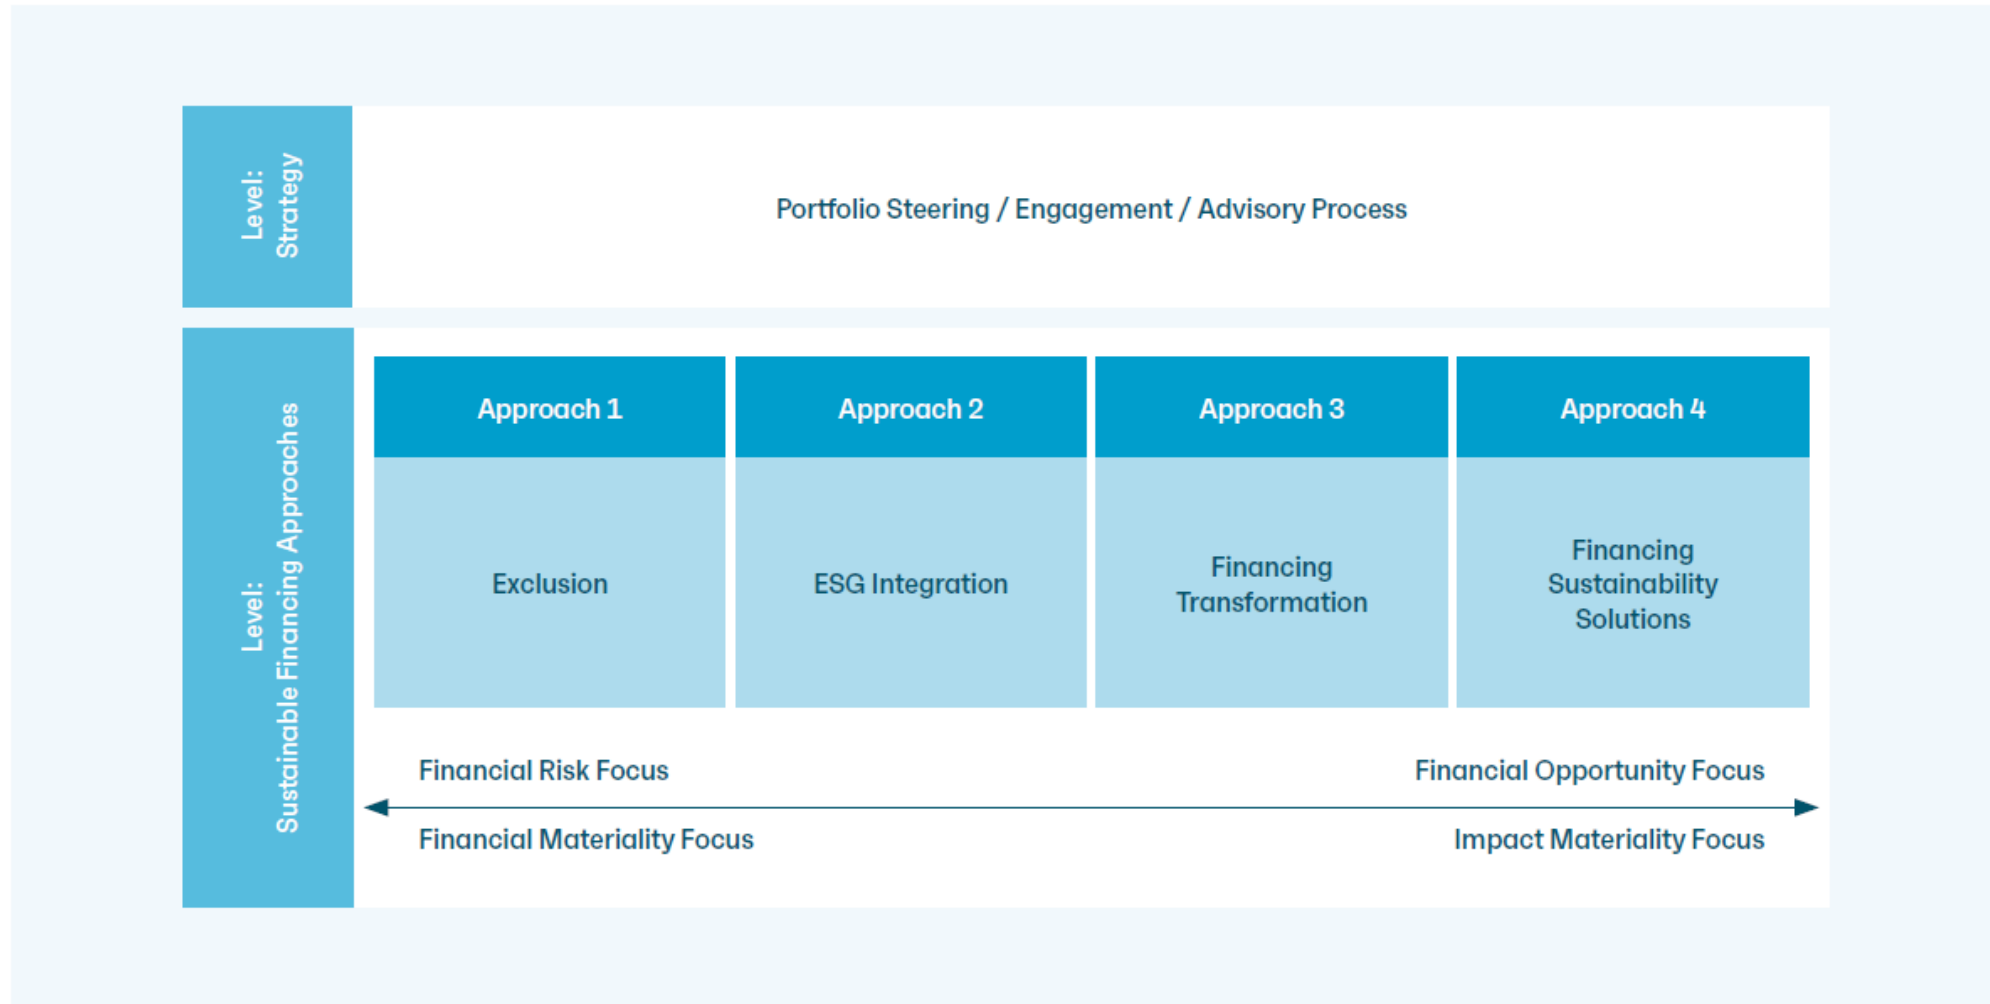 Level:
Strategy
Portfolio Steering / Engagement / Advisory Process
Level:
Sustainable Financing Approaches
Approach 1
Approach 2
Approach 3
Approach 4
Exclusion
ESG Integration
Financing
Transformation
Financing
Sustainability
Solutions
Financial Risk Focus
Financial Opportunity Focus
Financial Materiality Focus
Impact Materiality Focus